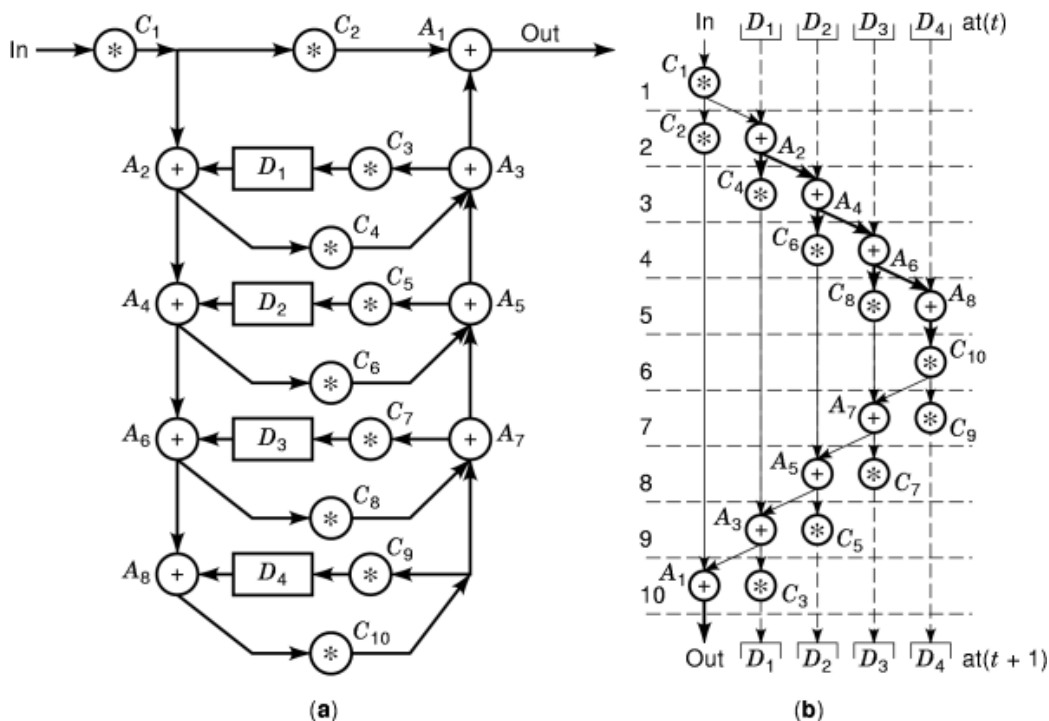 In
C1
C2
A1
Out
*
*
+
A2
+
D1
C3
*
+
A3
C4
*
A4
+
D2
C5
*
+
A5
C6
*
A6
+
D3
C7
*
+
A7
C8
*
A8
+
D4
C9
*
C10
*
(a)
In D1 D2 D3 D4 at(t)
1
C1
*
2
C2
*
+
A2
3
C4
*
+
A4
4
C6
*
+
A6
5
C8
*
+
A8
6
*
C10
7
A7
+
*
C9
8
A5
+
*
C7
9
A3
+
*
C5
10
A1
+
*
C3
Out D1 D2 D3 D4 at(t + 1)
(b)